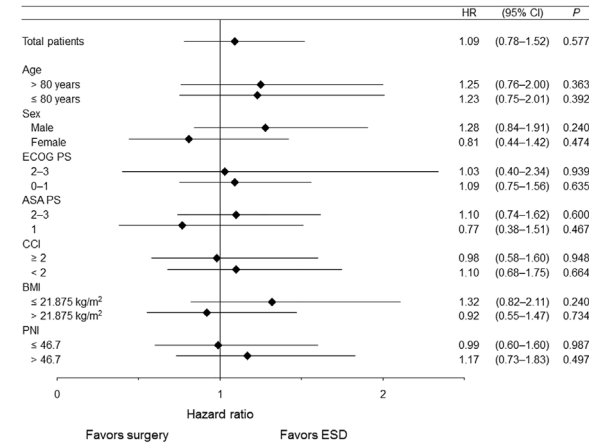 HR (95% CI) P
Total patients 1.09 (0.78–1.52) 0.577
Age
> 80 years 1.25 (0.76–2.00) 0.363
≤ 80 years 1.23 (0.75–2.01) 0.392
Sex
Male 1.28 (0.84–1.91) 0.240
Female 0.81 (0.44–1.42) 0.474
ECOG PS
2–3 1.03 (0.40–2.34) 0.939
0–1 1.09 (0.75–1.56) 0.635
ASA PS
2–3 1.10 (0.74–1.62) 0.600
1 0.77 (0.38–1.51) 0.467
CCI
≥ 2 0.98 (0.58–1.60) 0.948
< 2 1.10 (0.68–1.75) 0.664
BMI
≤ 21.875 kg/m² 1.32 (0.82–2.11) 0.240
> 21.875 kg/m² 0.92 (0.55–1.47) 0.734
PNI
≤ 46.7 0.99 (0.60–1.60) 0.987
> 46.7 1.17 (0.73–1.83) 0.497
0 1 2
Hazard ratio
Favors surgery Favors ESD